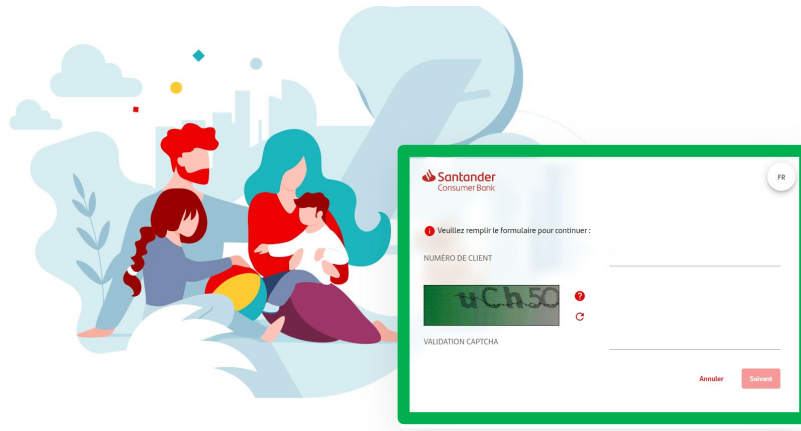 Santander
Consumer Bank
FR
Veuillez remplir le formulaire pour continuer :
NUMÉRO DE CLIENT
VALIDATION CAPTCHA
Annuler
Suivant